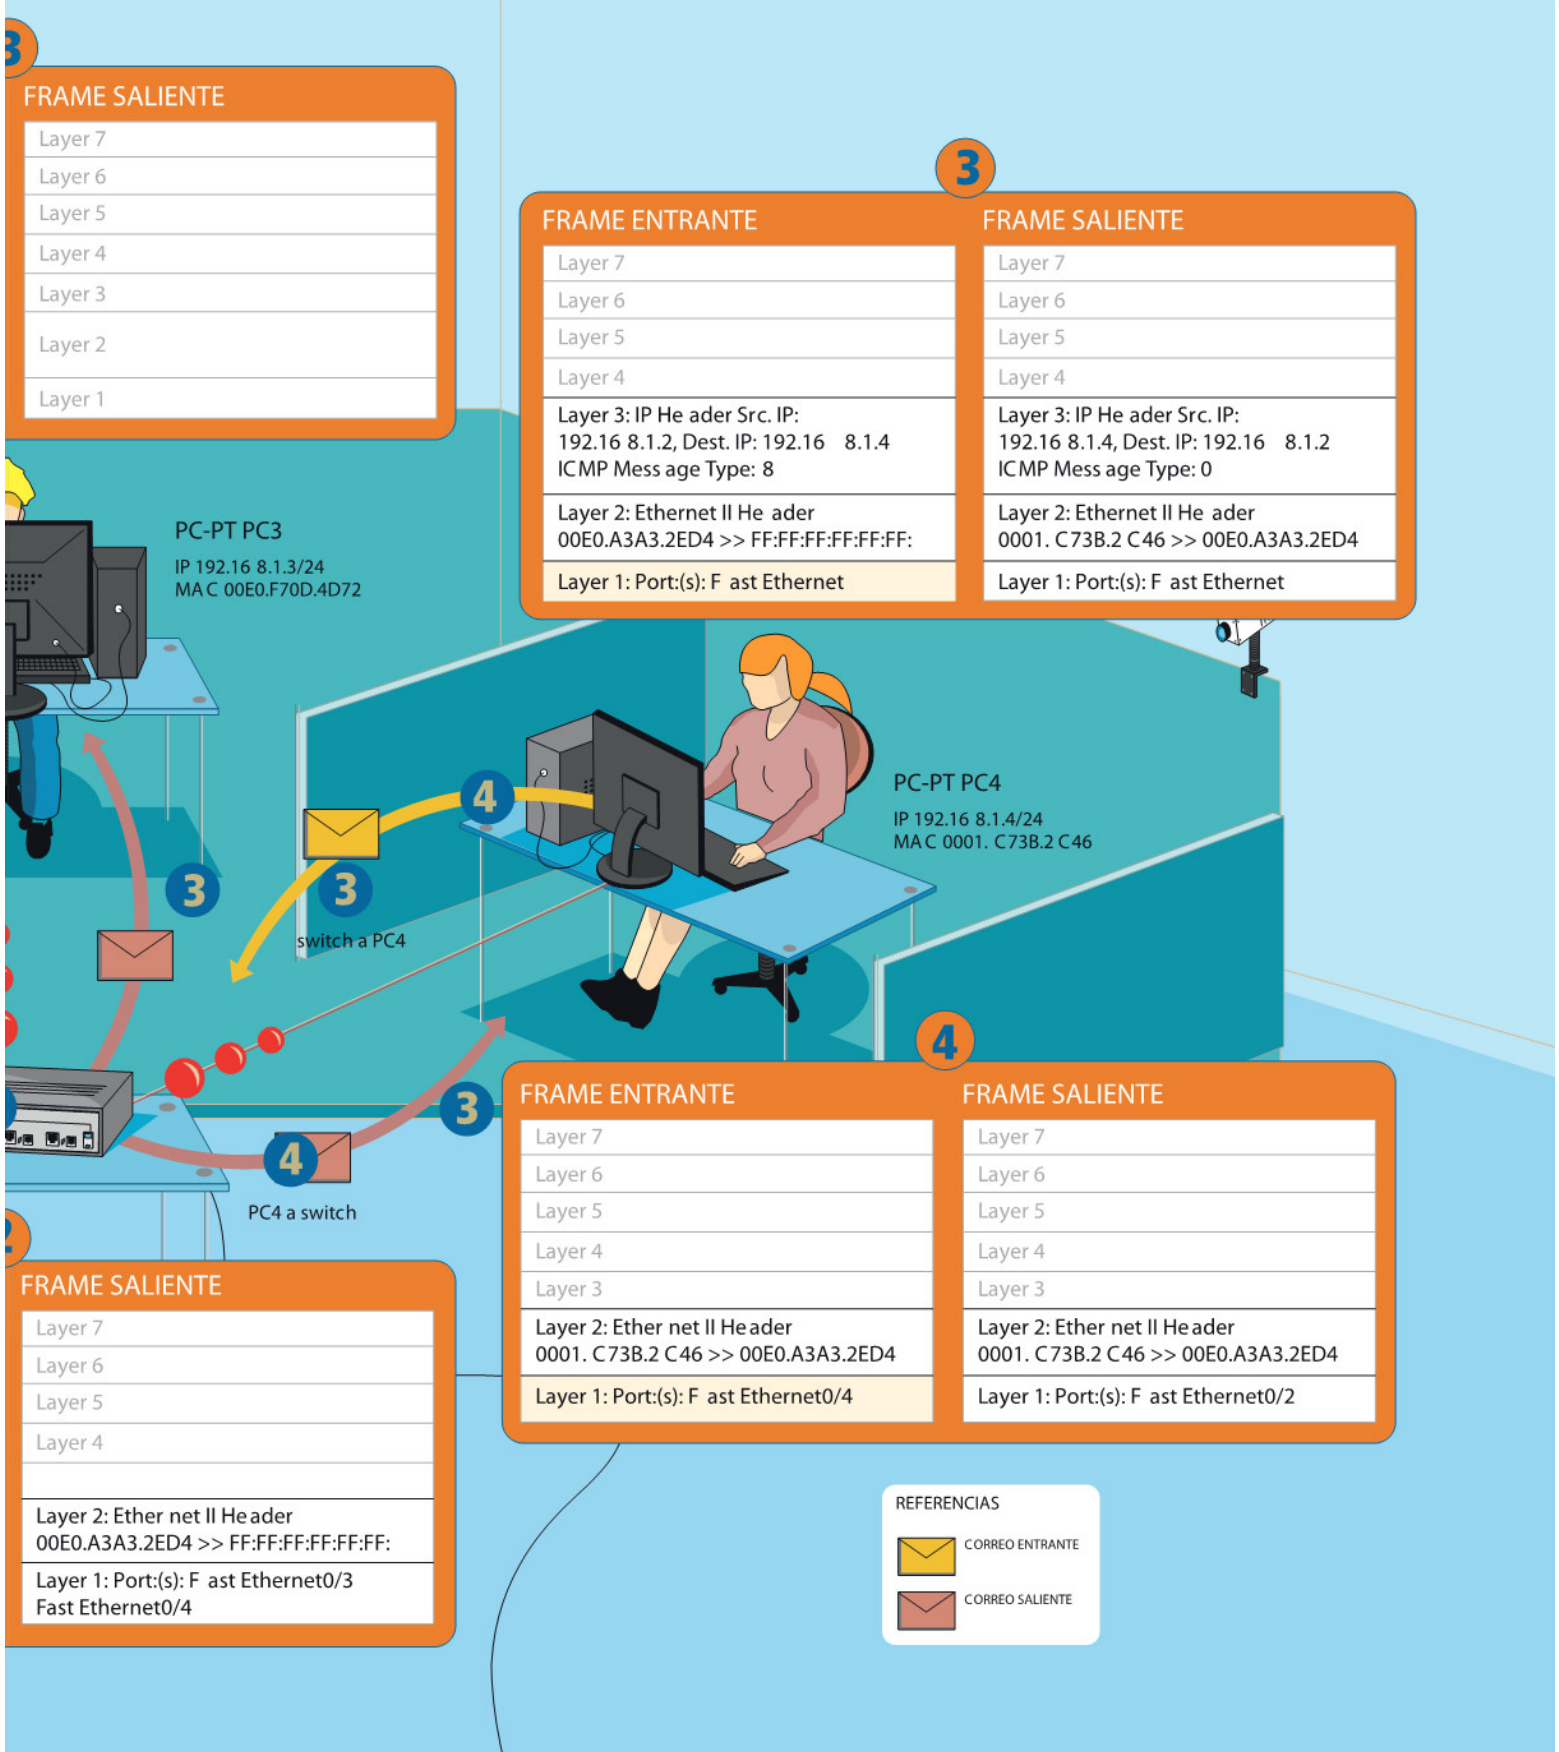 3
FRAME SALIENTE
Layer 7
Layer 6
Layer 5
Layer 4
Layer 3
Layer 2
Layer 1
3
FRAME ENTRANTE
Layer 7
Layer 6
Layer 5
Layer 4
Layer 3: IP He ader Src. IP:
192.16 8.1.2, Dest. IP: 192.16 8.1.4
ICMP Mess age Type: 8
Layer 2: Ethernet II He ader
00E0.A3A3.2ED4 >> FF:FF:FF:FF:FF:FF:
Layer 1: Port:(s): F ast Ethernet
FRAME SALIENTE
Layer 7
Layer 6
Layer 5
Layer 4
Layer 3: IP He ader Src. IP:
192.16 8.1.4, Dest. IP: 192.16 8.1.2
ICMP Mess age Type: 0
Layer 2: Ethernet II He ader
0001. C73B.2 C46 >> 00E0.A3A3.2ED4
Layer 1: Port:(s): F ast Ethernet
PC-PT PC3
IP 192.16 8.1.3/24
MA C 00E0.F70D.4D72
4
PC-PT PC4
IP 192.16 8.1.4/24
MA C 0001. C73B.2 C46
3
3
switch a PC4
3
4
PC4 a switch
4
FRAME ENTRANTE
Layer 7
Layer 6
Layer 5
Layer 4
Layer 3
Layer 2: Ether net II He ader
0001. C73B.2 C46 >> 00E0.A3A3.2ED4
Layer 1: Port:(s): F ast Ethernet0/4
FRAME SALIENTE
Layer 7
Layer 6
Layer 5
Layer 4
Layer 3
Layer 2: Ether net II He ader
0001. C73B.2 C46 >> 00E0.A3A3.2ED4
Layer 1: Port:(s): F ast Ethernet0/2
2
FRAME SALIENTE
Layer 7
Layer 6
Layer 5
Layer 4
Layer 2: Ether net II He ader
00E0.A3A3.2ED4 >> FF:FF:FF:FF:FF:FF:
Layer 1: Port:(s): F ast Ethernet0/3
Fast Ethernet0/4
REFERENCIAS
CORREO ENTRANTE
CORREO SALIENTE